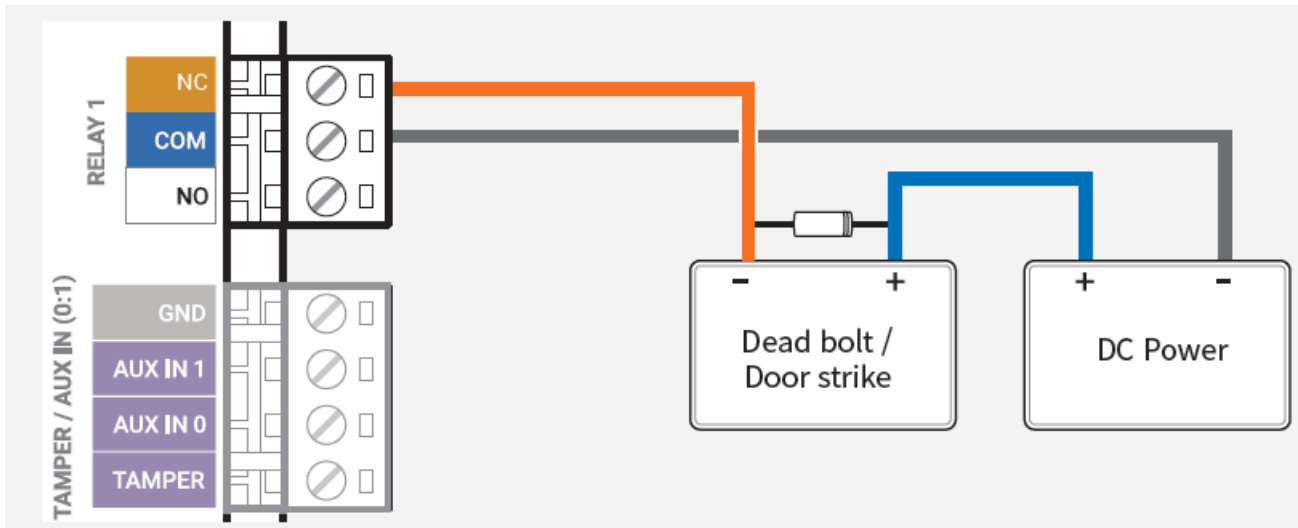 RELAY 1
NC
COM
NO
TAMPER / AUX IN (0:1)
GND
AUX IN 1
AUX IN 0
TAMPER
- +
Dead bolt /
Door strike
+ -
DC Power